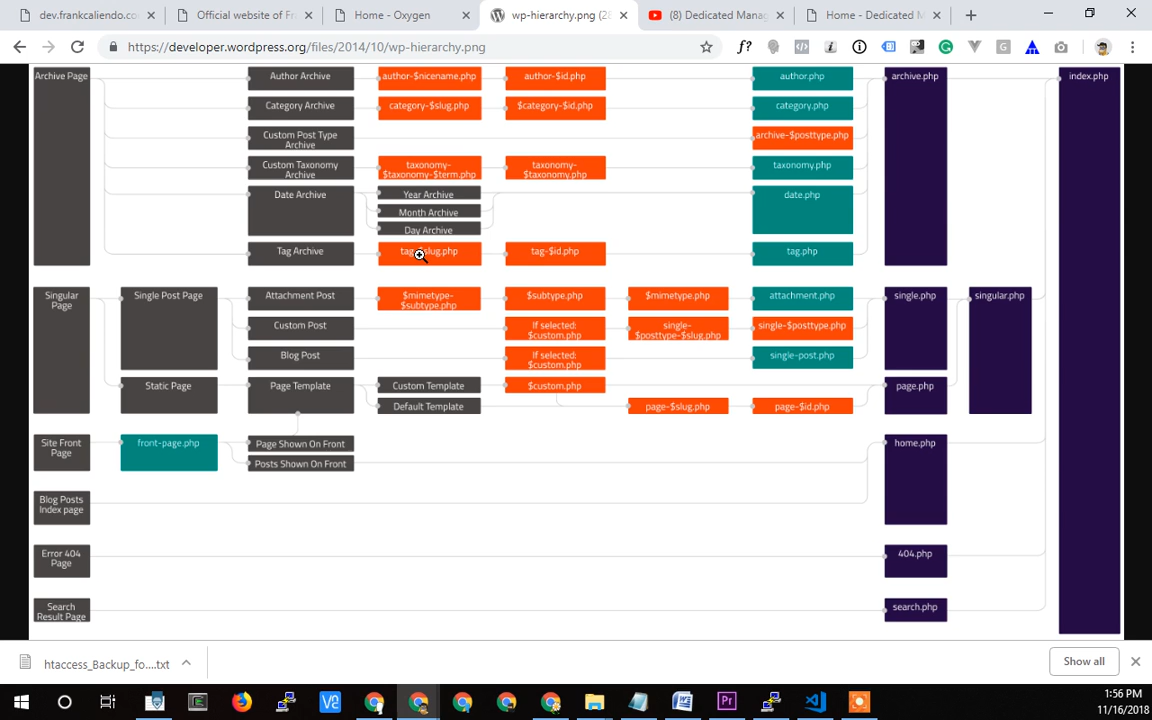 dev.frankcaliendo.co
Official website of Fr
Home - Oxygen
wp-hierarchy.png (28
(8) Dedicated Manag
Home - Dedicated M
https://developer.wordpress.org/files/2014/10/wp-hierarchy.png
Archive Page
Author Archive
author-$nicename.php
author-$id.php
author.php
archive.php
index.php
Category Archive
category-$slug.php
$category-$id.php
category.php
Custom Post Type
Archive
archive-$posttype.php
Custom Taxonomy
Archive
taxonomy-
$taxonomy-$term.php
taxonomy-
$taxonomy.php
taxonomy.php
Date Archive
Year Archive
Month Archive
Day Archive
date.php
Tag Archive
tag-$slug.php
tag-$id.php
tag.php
Singular
Page
Single Post Page
Attachment Post
$mimetype-
$subtype.php
$subtype.php
$mimetype.php
attachment.php
single.php
singular.php
Custom Post
If selected:
$custom.php
single-
$posttype-$slug.php
single-$posttype.php
Blog Post
If selected:
$custom.php
single-post.php
Static Page
Page Template
Custom Template
$custom.php
page.php
Default Template
page-$slug.php
page-$id.php
Site Front
Page
front-page.php
Page Shown On Front
Posts Shown On Front
home.php
Blog Posts
Index page
Error 404
Page
404.php
Search
Result Page
search.php
htaccess_Backup_fo....txt
Show all
1:56 PM
11/16/2018